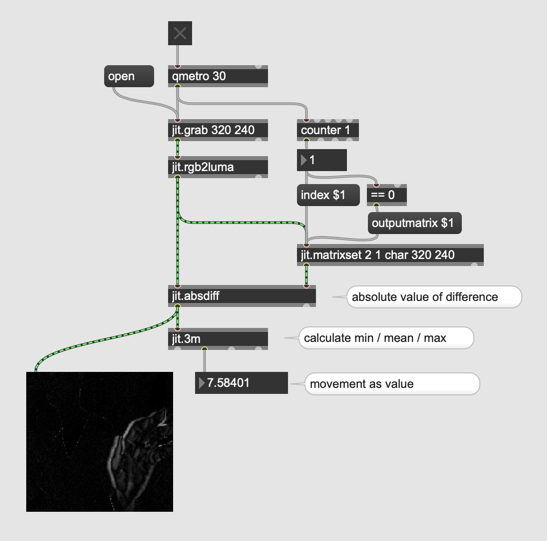 open
qmetro 30
jit.grab 320 240
counter 1
jit.rgb2luma
1
index $1
== 0
outputmatrix $1
jit.matrixset 2 1 char 320 240
jit.absdiff
absolute value of difference
jit.3m
calculate min / mean / max
7.58401
movement as value